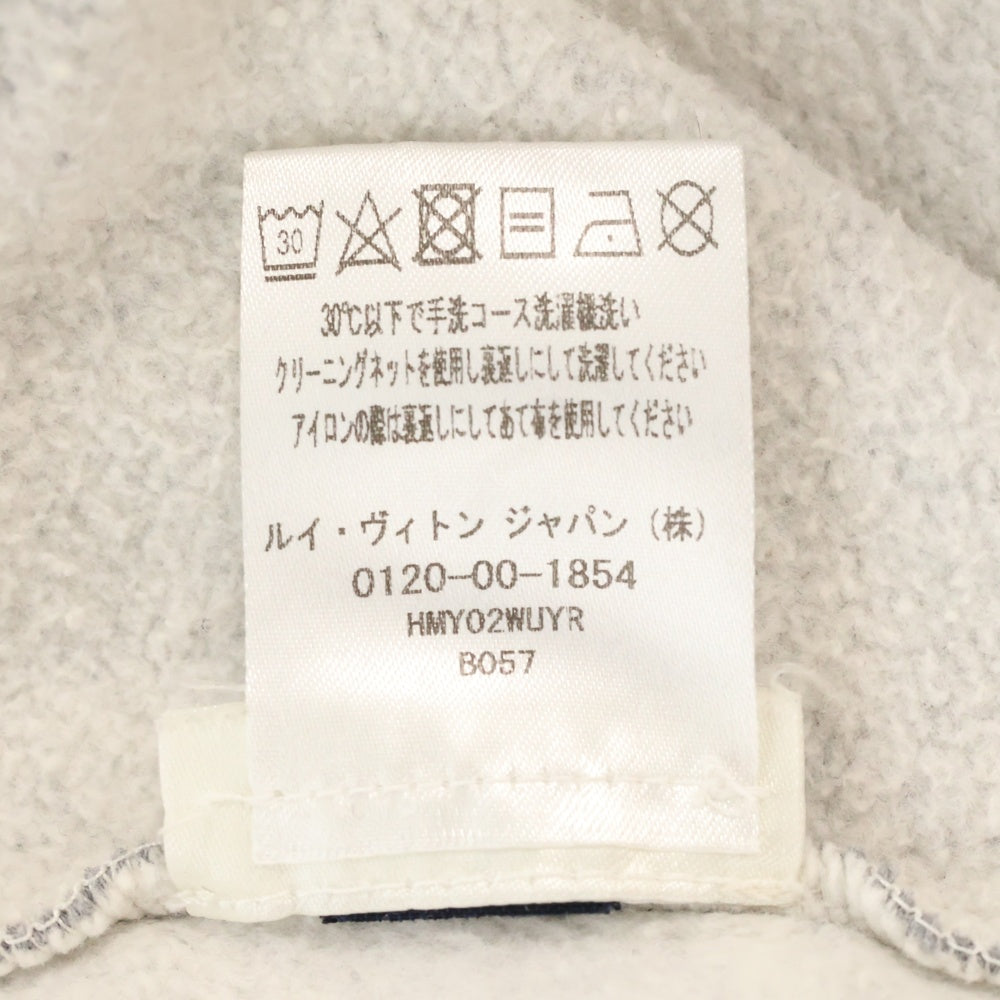 30
30℃以下で手洗コース洗濯機洗い
クリーニングネットを使用し裏返しにして洗濯してください
アイロンの際は裏返しにしてあて布を使用してください
ルイ・ヴィトン ジャパン (株)
0120-00-1854
HMY02WUYR
B057